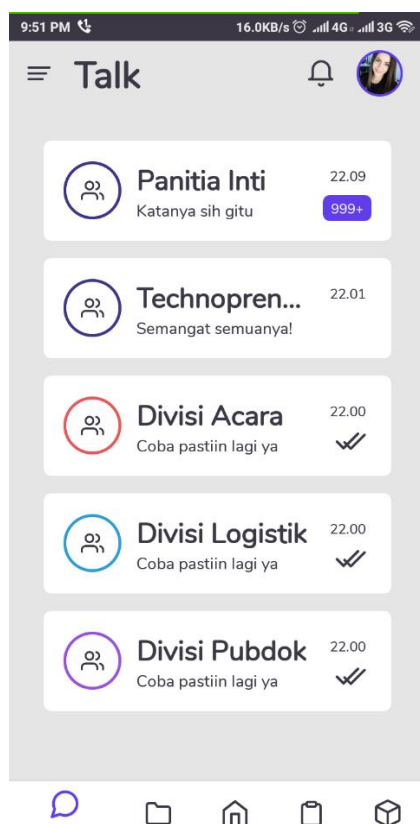 9:51 PM 16.0KB/s 4G 3G
Talk
Panitia Inti 22.09
Katanya sih gitu 999+
Technopren... 22.01
Semangat semuanya!
Divisi Acara 22.00
Coba pastiin lagi ya
Divisi Logistik 22.00
Coba pastiin lagi ya
Divisi Pubdok 22.00
Coba pastiin lagi ya